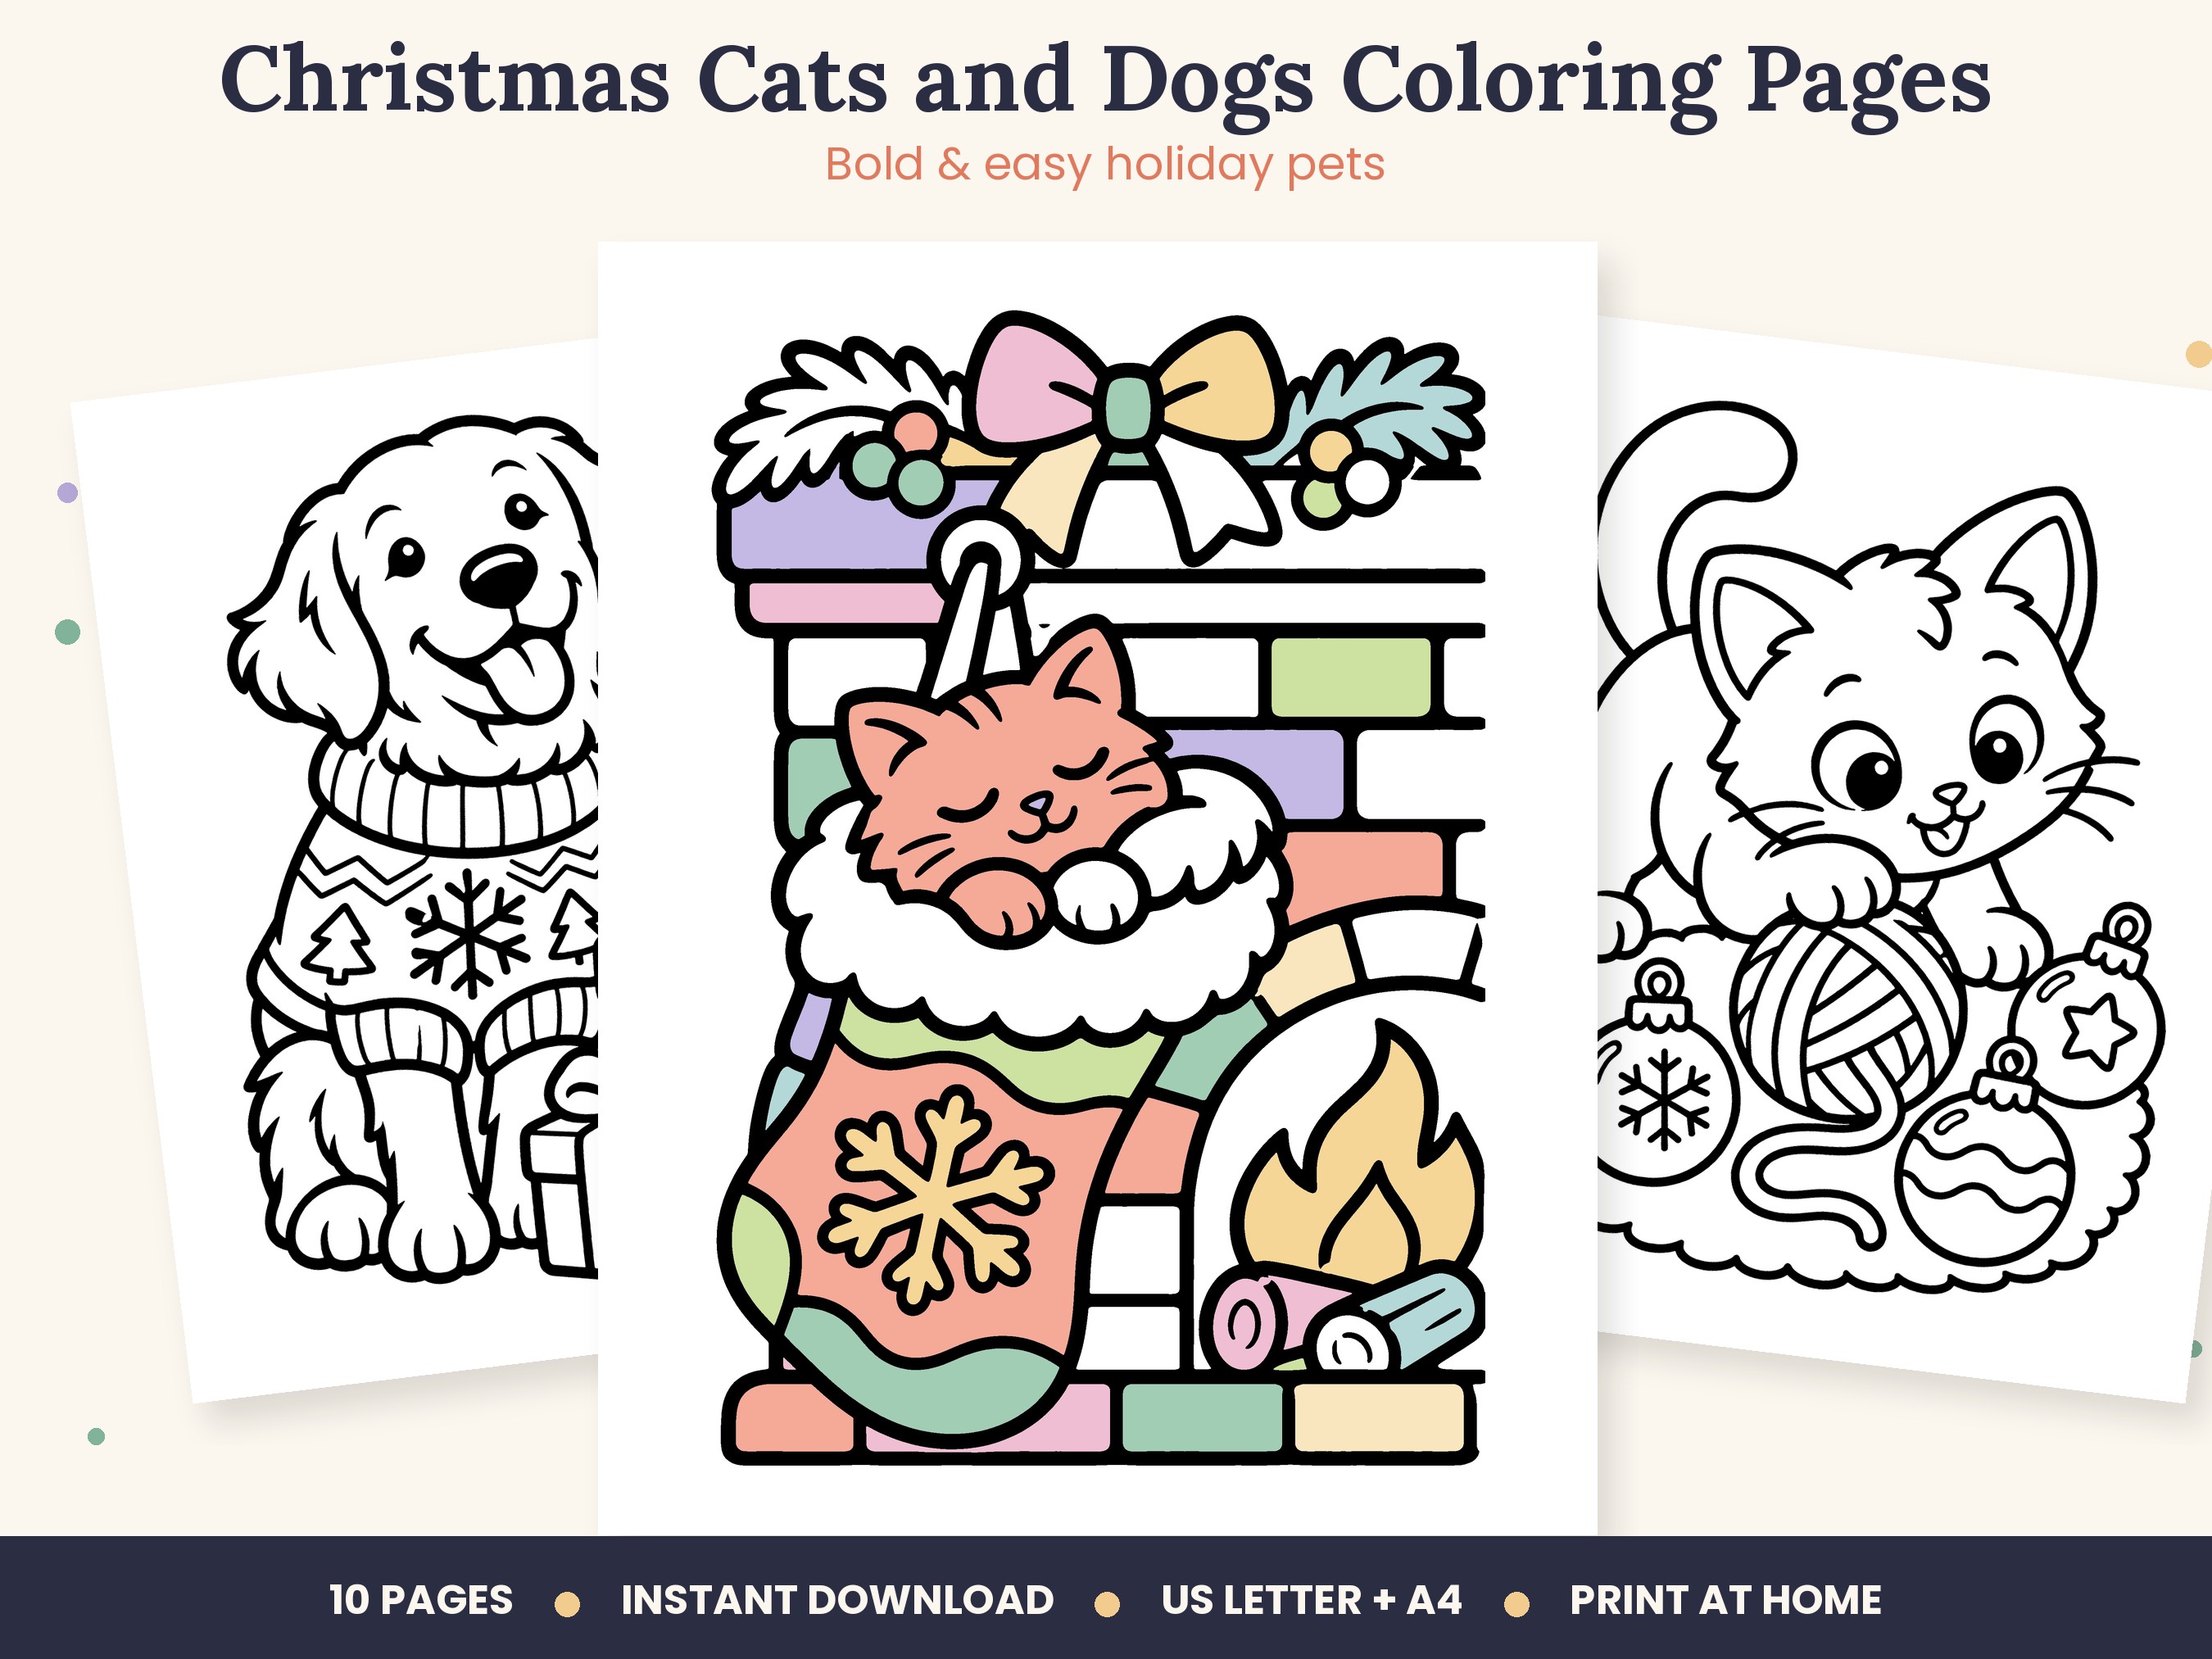 Christmas Cats and Dogs Coloring Pages
Bold & easy holiday pets
10 PAGES ● INSTANT DOWNLOAD ● US LETTER + A4 ● PRINT AT HOME